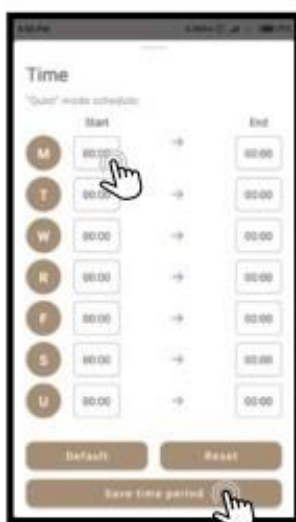 Time
"Quiet" mode schedule:
Start End
M 00:00 → 00:00
T 00:00 → 00:00
W 00:00 → 00:00
R 00:00 → 00:00
F 00:00 → 00:00
S 00:00 → 00:00
U 00:00 → 00:00
Default Reset
Save time period